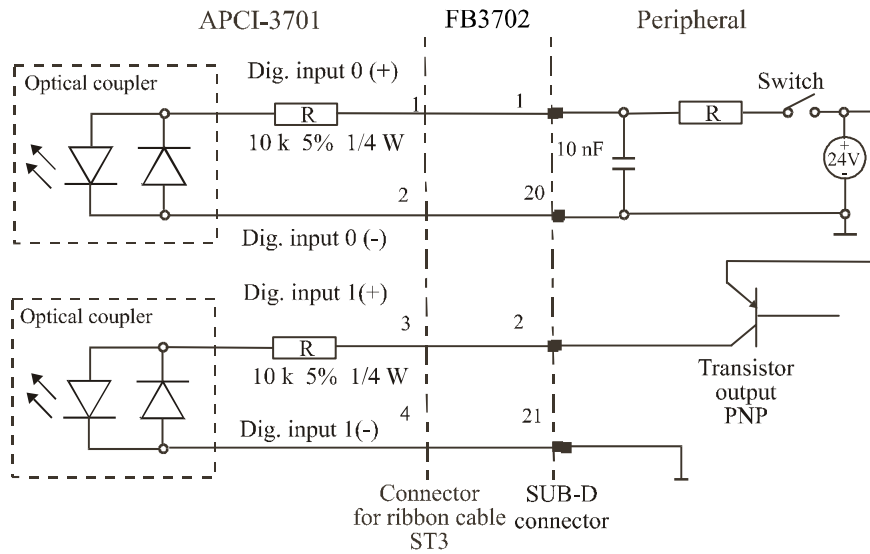 APCI-3701
FB3702
Peripheral
Optical coupler
Dig. input 0 (+)
Switch
1
1
R
R
10 k 5% 1/4 W
10 nF
+
24V
-
2
20
Dig. input 0 (-)
Optical coupler
Dig. input 1(+)
3
2
R
10 k 5% 1/4 W
Transistor
output
PNP
4
21
Dig. input 1(-)
Connector
for ribbon cable
ST3
SUB-D
connector